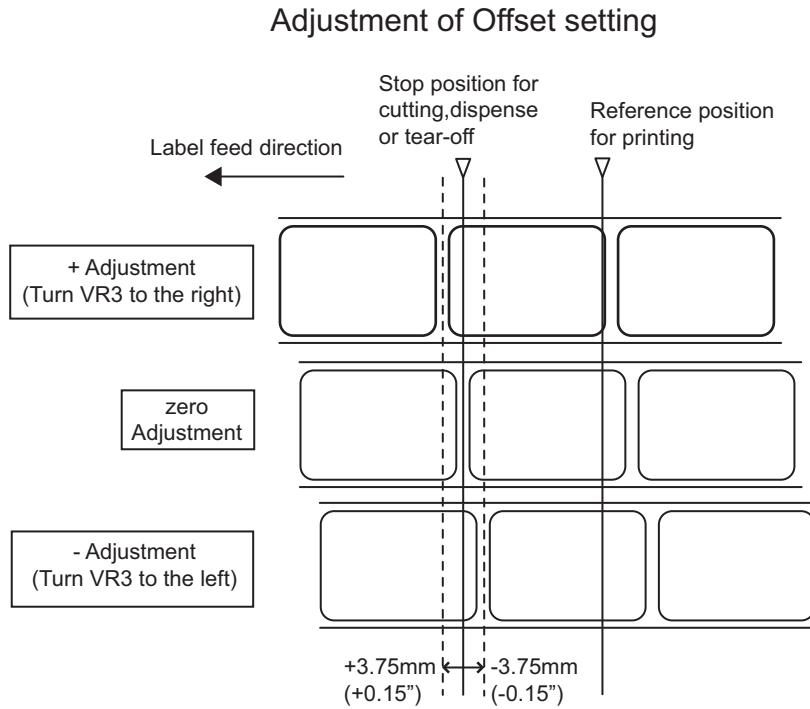 Adjustment of Offset setting
Stop position for
cutting,dispense
or tear-off
Reference position
for printing
Label feed direction
+ Adjustment
(Turn VR3 to the right)
zero
Adjustment
- Adjustment
(Turn VR3 to the left)
+3.75mm
(+0.15”)
-3.75mm
(-0.15”)